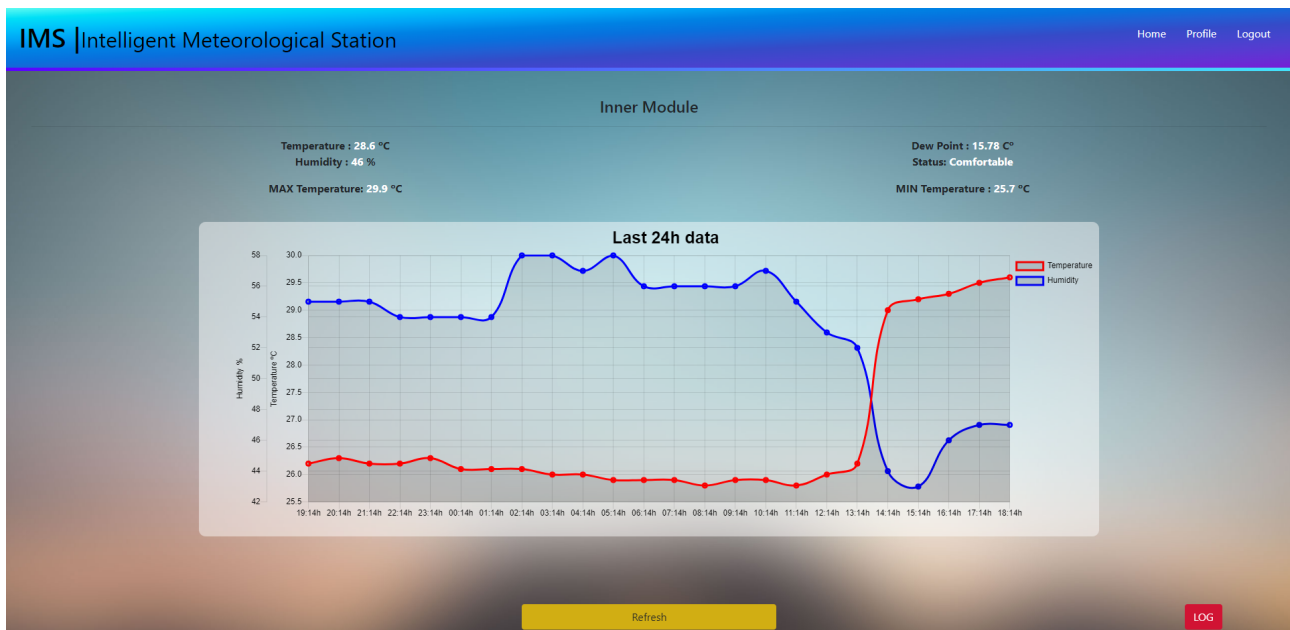 IMS |Intelligent Meteorological Station
Home Profile Logout
Inner Module
Temperature : 28.6 ºC
Humidity : 46 %
MAX Temperature: 29.9 ºC
Dew Point : 15.78 Cº
Status: Comfortable
MIN Temperature : 25.7 ºC
Last 24h data
Temperature
Humidity
Humidity %
58
56
54
52
50
48
46
44
42
Temperature ºC
30.0
29.5
29.0
28.5
28.0
27.5
27.0
26.5
26.0
25.5
19:14h 20:14h 21:14h 22:14h 23:14h 00:14h 01:14h 02:14h 03:14h 04:14h 05:14h 06:14h 07:14h 08:14h 09:14h 10:14h 11:14h 12:14h 13:14h 14:14h 15:14h 16:14h 17:14h 18:14h
Refresh
LOG